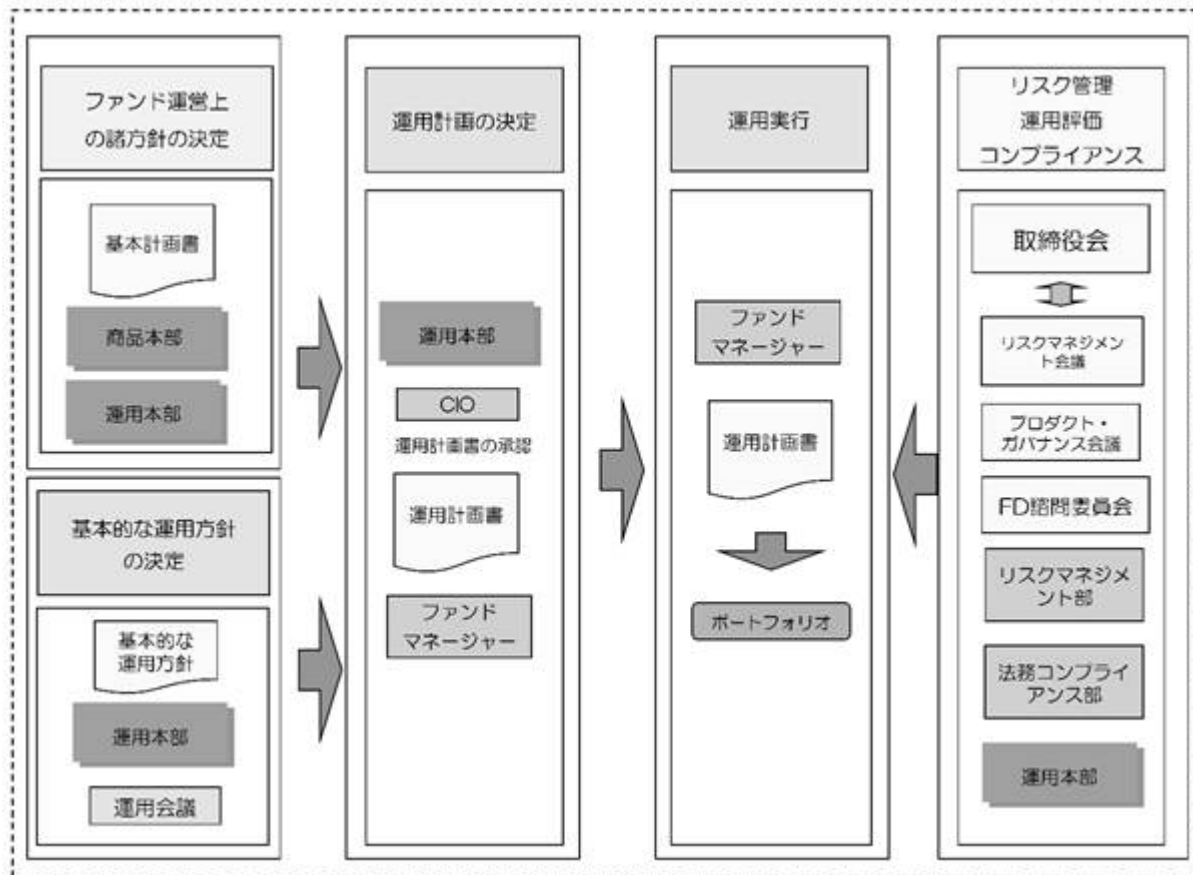 ファンド運営上
の諸方針の決定
基本計画書
商品本部
運用本部
基本的な運用方針
の決定
基本的な
運用方針
運用本部
運用会議
運用計画の決定
運用本部
CIO
運用計画書の承認
運用計画書
ファンド
マネージャー
運用実行
ファンド
マネージャー
運用計画書
ポートフォリオ
リスク管理
運用評価
コンプライアンス
取締役会
リスクマネジメン
ト会議
プロダクト・
ガバナンス会議
FD諮問委員会
リスクマネジメ
ント部
法務コンプライ
アンス部
運用本部